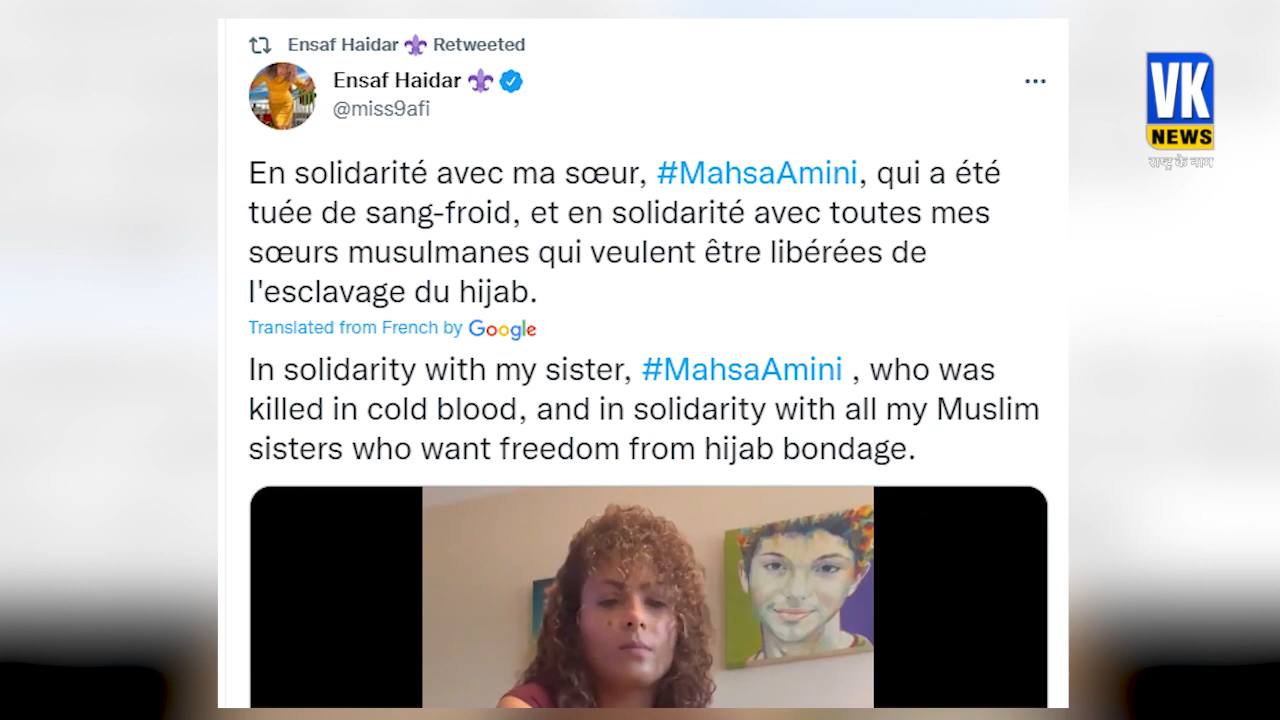 Ensaf Haidar Retweeted
Ensaf Haidar
@miss9afi
En solidarité avec ma sœur, #MahsaAmini, qui a été
tuée de sang-froid, et en solidarité avec toutes mes
sœurs musulmanes qui veulent être libérées de
l'esclavage du hijab.
Translated from French by Google
In solidarity with my sister, #MahsaAmini , who was
killed in cold blood, and in solidarity with all my Muslim
sisters who want freedom from hijab bondage.
VK
NEWS
राष्ट्र के नाम